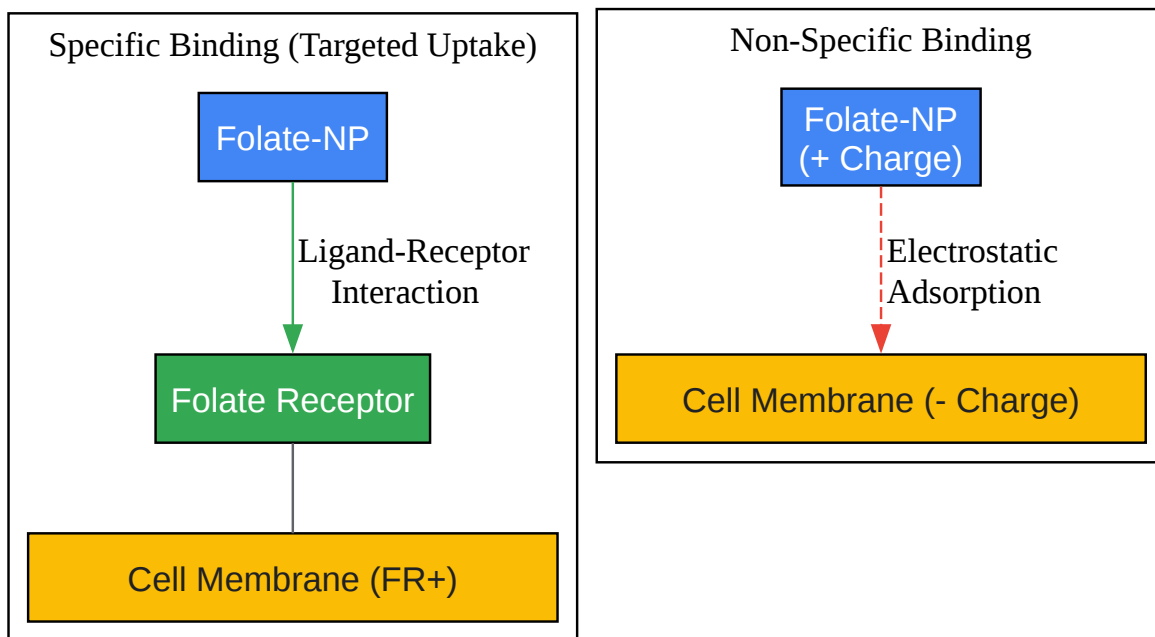 Specific Binding (Targeted Uptake)
Folate-NP
Ligand-Receptor
Interaction
Folate Receptor
Cell Membrane (FR+)
Non-Specific Binding
Folate-NP
(+ Charge)
Electrostatic
Adsorption
Cell Membrane (- Charge)